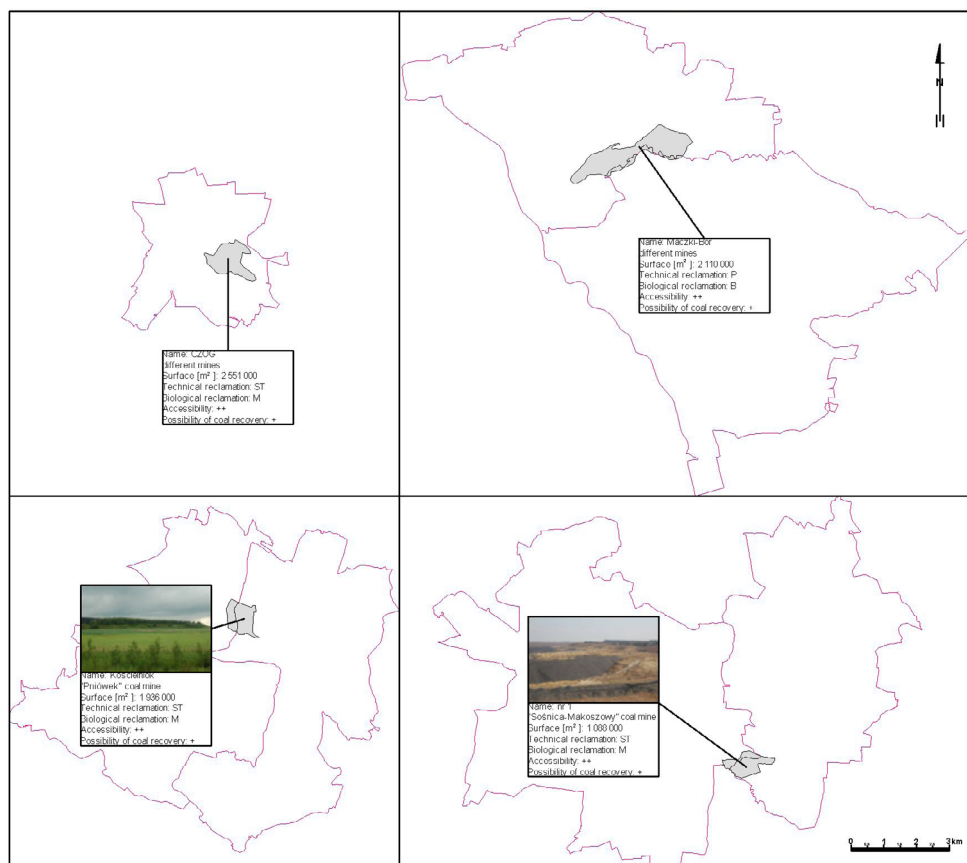 N
Name: CZOG
different mines
Surface [m²]: 2 551 000
Technical reclamation: ST
Biological reclamation: M
Accessibility: ++
Possibility of coal recovery: +
Name: Maczki-Bor
different mines
Surface [m²]: 2 110 000
Technical reclamation: P
Biological reclamation: B
Accessibility: ++
Possibility of coal recovery: +
Name: Kościelniok
"Pniówek" coal mine
Surface [m²]: 1 936 000
Technical reclamation: ST
Biological reclamation: M
Accessibility: ++
Possibility of coal recovery: +
Name: nr 1
"Sośnica-Makoszowy" coal mine
Surface [m²]: 1 088 000
Technical reclamation: ST
Biological reclamation: M
Accessibility: ++
Possibility of coal recovery: +
0 1 2 3 km